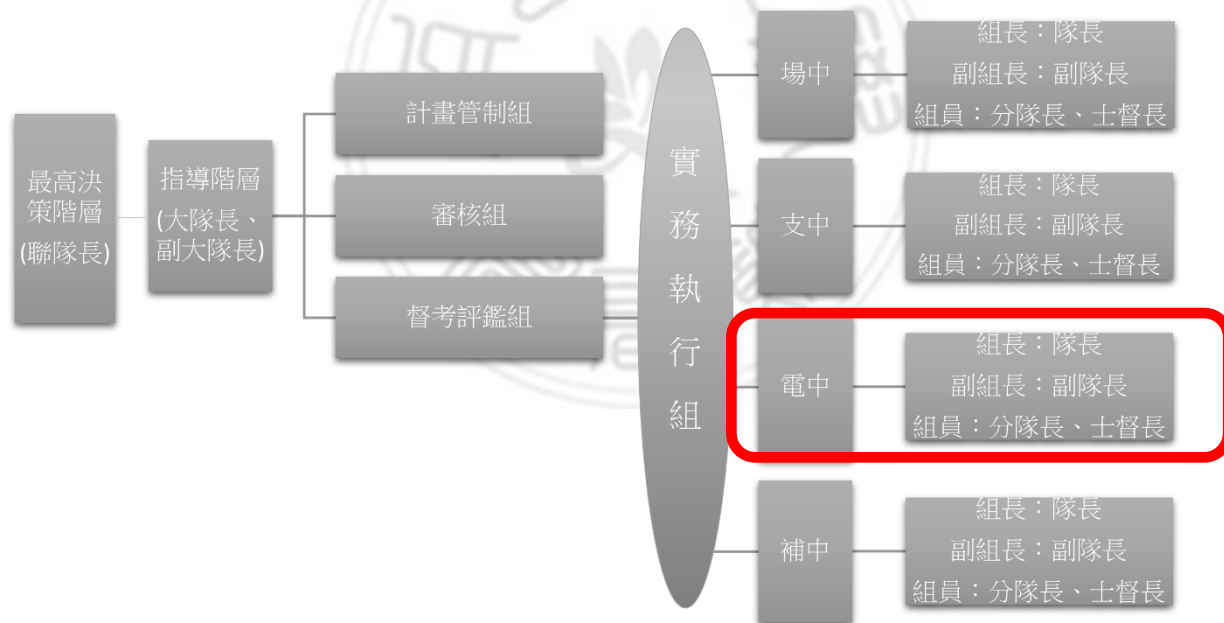 最高決
策階層
(聯隊長)
指導階層
(大隊長、
副大隊長)
計畫管制組
審核組
督考評鑑組
實
務
執
行
組
場中
組長：隊長
副組長：副隊長
組員：分隊長、士督長
支中
組長：隊長
副組長：副隊長
組員：分隊長、士督長
電中
組長：隊長
副組長：副隊長
組員：分隊長、士督長
補中
組長：隊長
副組長：副隊長
組員：分隊長、士督長